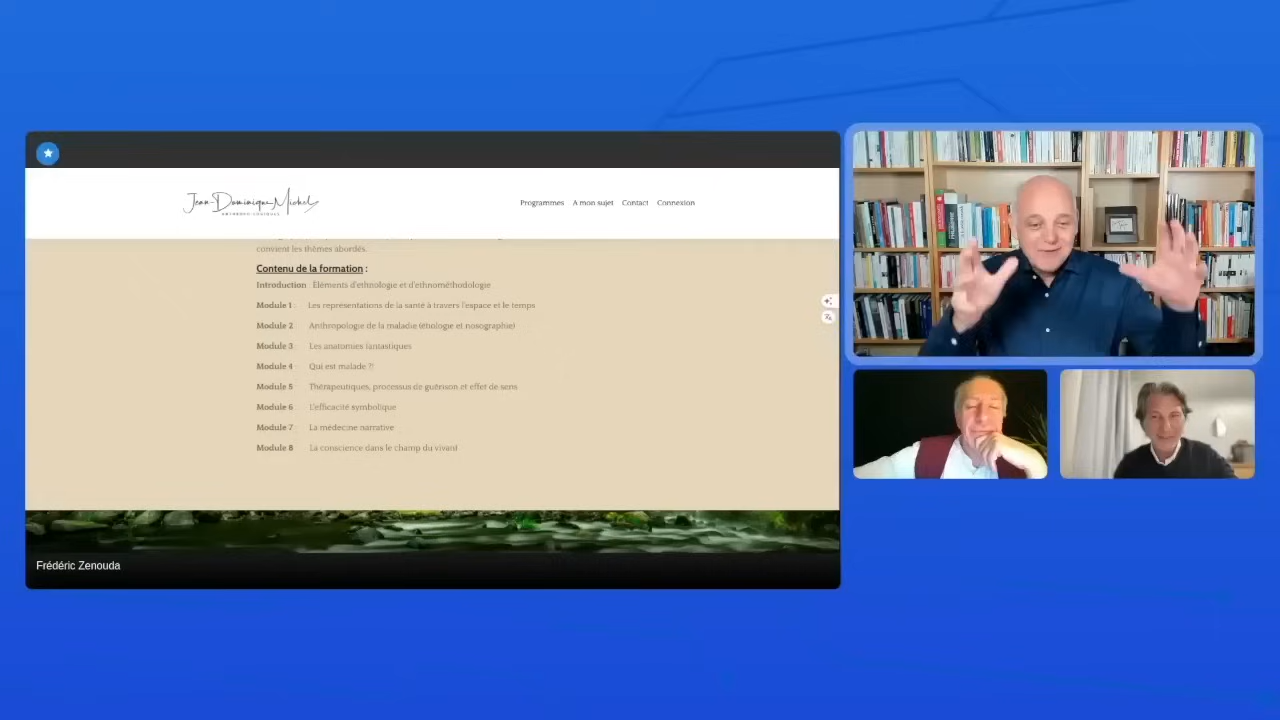 Jean-Dominique Michel
ANTHROPO-LOGIQUES
Programmes A mon sujet Contact Connexion
convient les thèmes abordés.
Contenu de la formation :
Introduction : Eléments d'ethnologie et d'ethnométhodologie
Module 1 : Les représentations de la santé à travers l'espace et le temps
Module 2 : Anthropologie de la maladie (étiologie et nosographie)
Module 3 : Les anatomies fantastiques
Module 4 : Qui est malade ?!
Module 5 : Thérapeutiques, processus de guérison et effet de sens
Module 6 : L'efficacité symbolique
Module 7 : La médecine narrative
Module 8 La conscience dans le champ du vivant
Frédéric Zenouda